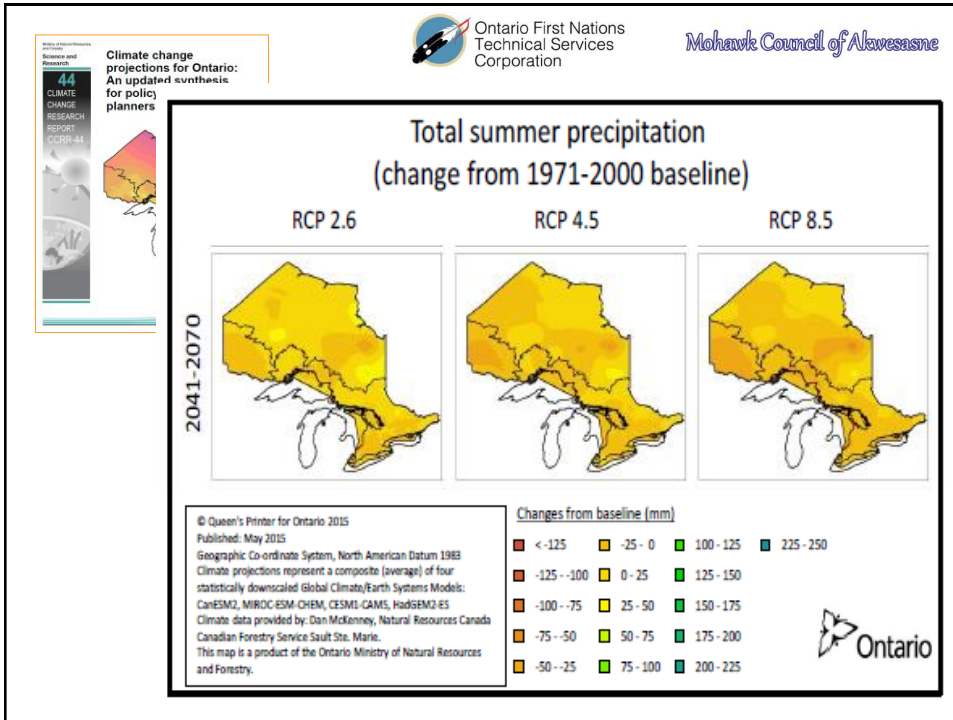 Ministry of Natural Resources
and Forestry
Science and
Research
44
CLIMATE
CHANGE
RESEARCH
REPORT
CCRR-44
Climate change
projections for Ontario:
An updated synthesis
for policy
planners
Ontario First Nations
Technical Services
Corporation
Mohawk Council of Akwesasne
Total summer precipitation
(change from 1971-2000 baseline)
RCP 2.6
RCP 4.5
RCP 8.5
2041-2070
© Queen's Printer for Ontario 2015
Published: May 2015
Geographic Co-ordinate System, North American Datum 1983
Climate projections represent a composite (average) of four
statistically downscaled Global Climate/Earth Systems Models:
CanESM2, MIROC-ESM-CHEM, CESM1-CAM5, HadGEM2-ES
Climate data provided by: Dan McKenney, Natural Resources Canada
Canadian Forestry Service Sault Ste. Marie.
This map is a product of the Ontario Ministry of Natural Resources
and Forestry.
Changes from baseline (mm)
< -125
-25 - 0
100 - 125
225 - 250
-125 - -100
0 - 25
125 - 150
-100 - -75
25 - 50
150 - 175
-75 - -50
50 - 75
175 - 200
-50 - -25
75 - 100
200 - 225
Ontario